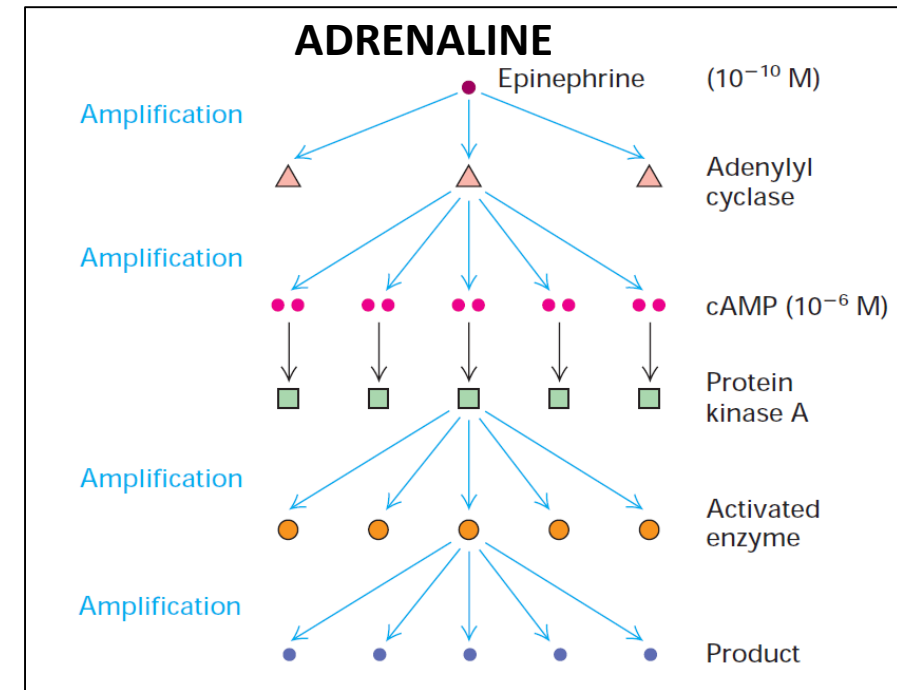 ADRENALINE
Epinephrine (10⁻¹⁰ M)
Amplification
Adenylyl
cyclase
Amplification
cAMP (10⁻⁶ M)
Protein
kinase A
Amplification
Activated
enzyme
Amplification
Product